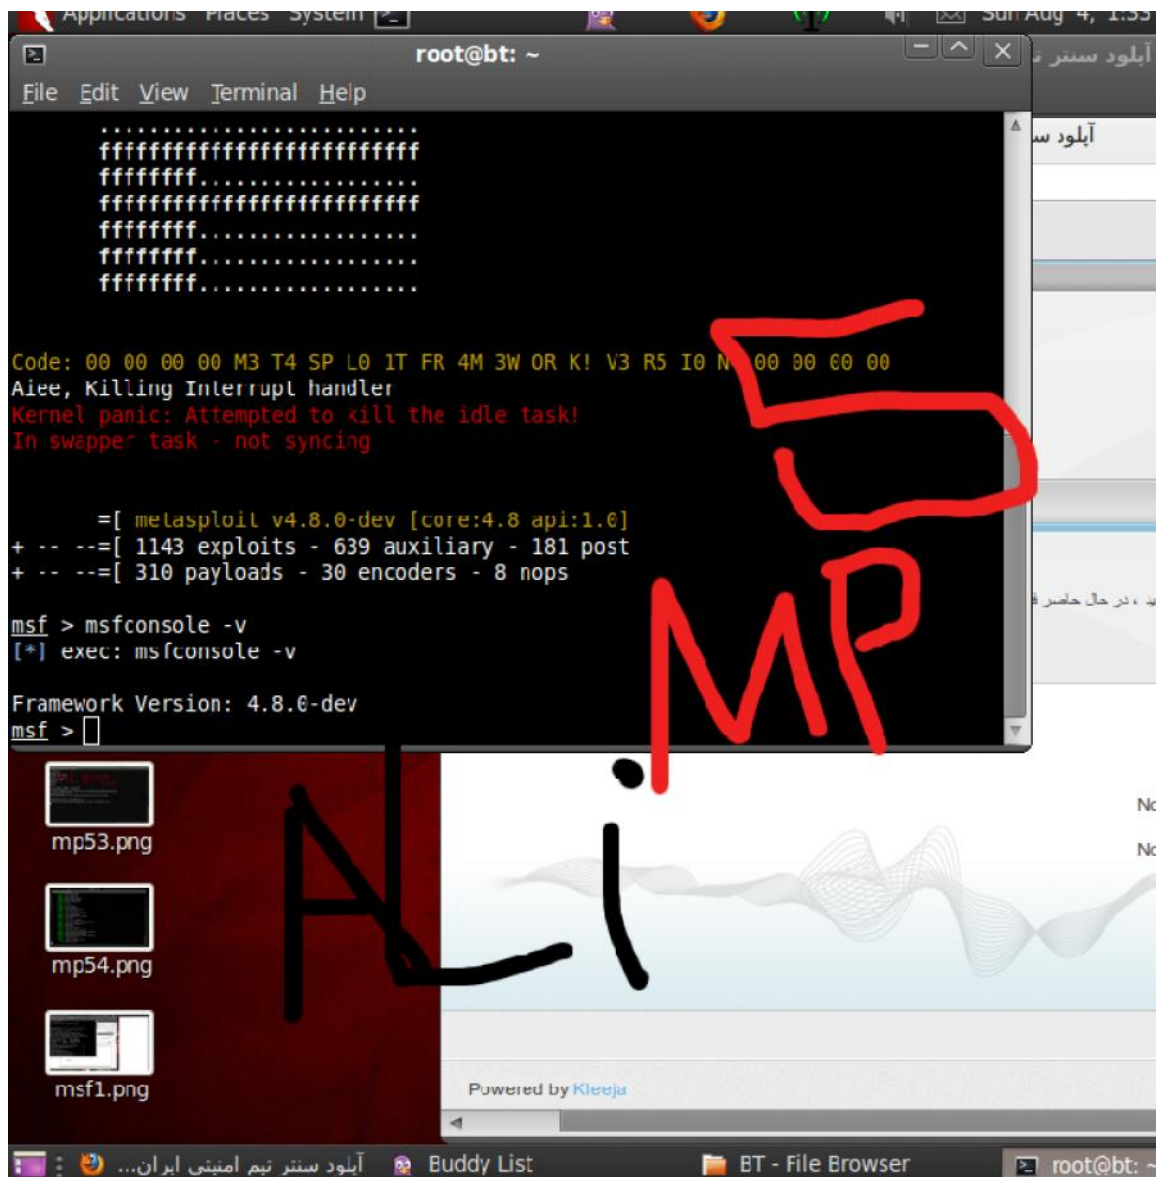 Applications Places System
Sun Aug 4, 1:33
root@bt: ~
File Edit View Terminal Help
..........................
ffffffffffffffffffffffffff
ffffffff..................
ffffffffffffffffffffffffff
ffffffff..................
ffffffff..................
ffffffff..................
Code: 00 00 00 00 M3 T4 SP L0 1T FR 4M 3W OR K! V3 R5 I0 N 00 00 00 00
Aiee, Killing Interrupt handler
Kernel panic: Attempted to kill the idle task!
In swapper task - not syncing
=[ metasploit v4.8.0-dev [core:4.8 api:1.0]
+ -- --=[ 1143 exploits - 639 auxiliary - 181 post
+ -- --=[ 310 payloads - 30 encoders - 8 nops
msf > msfconsole -v
[*] exec: msfconsole -v
Framework Version: 4.8.0-dev
msf >
آپلود سنتر
آپلود
در حال حاضر
5
MP
ALi
mp53.png
mp54.png
msf1.png
Powered by Kleeja
آپلود سنتر تیم امنیتی ایران...
Buddy List
BT - File Browser
root@bt: ~